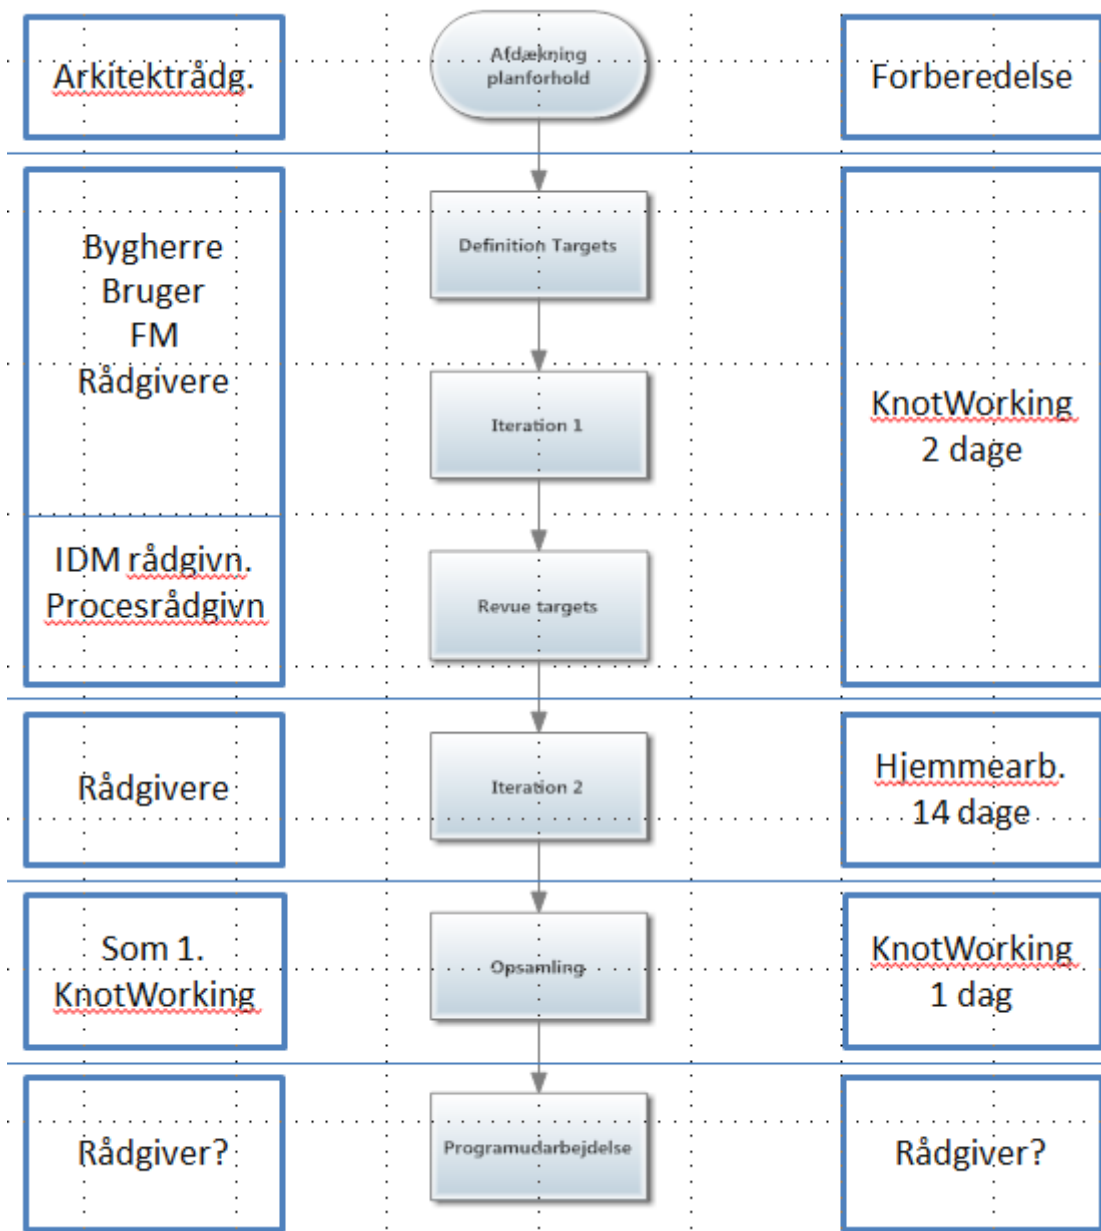 Arkitektrådg.
Afdækning
planforhold
Forberedelse
Bygherre
Bruger
FM
Rådgivere
IDM rådgivn.
Procesrådgivn
Definition Targets
Iteration 1
Revue targets
KnotWorking
2 dage
Rådgivere
Iteration 2
Hjemmearb.
14 dage
Som 1.
KnotWorking
Opsamling
KnotWorking
1 dag
Rådgiver?
Programudarbejdelse
Rådgiver?